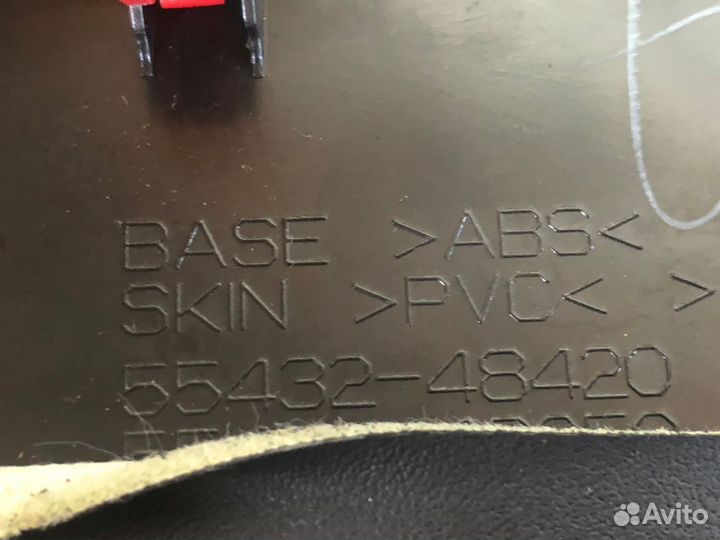 BASE >ABS<
SKIN >PVC< >
55432-48420
Avito